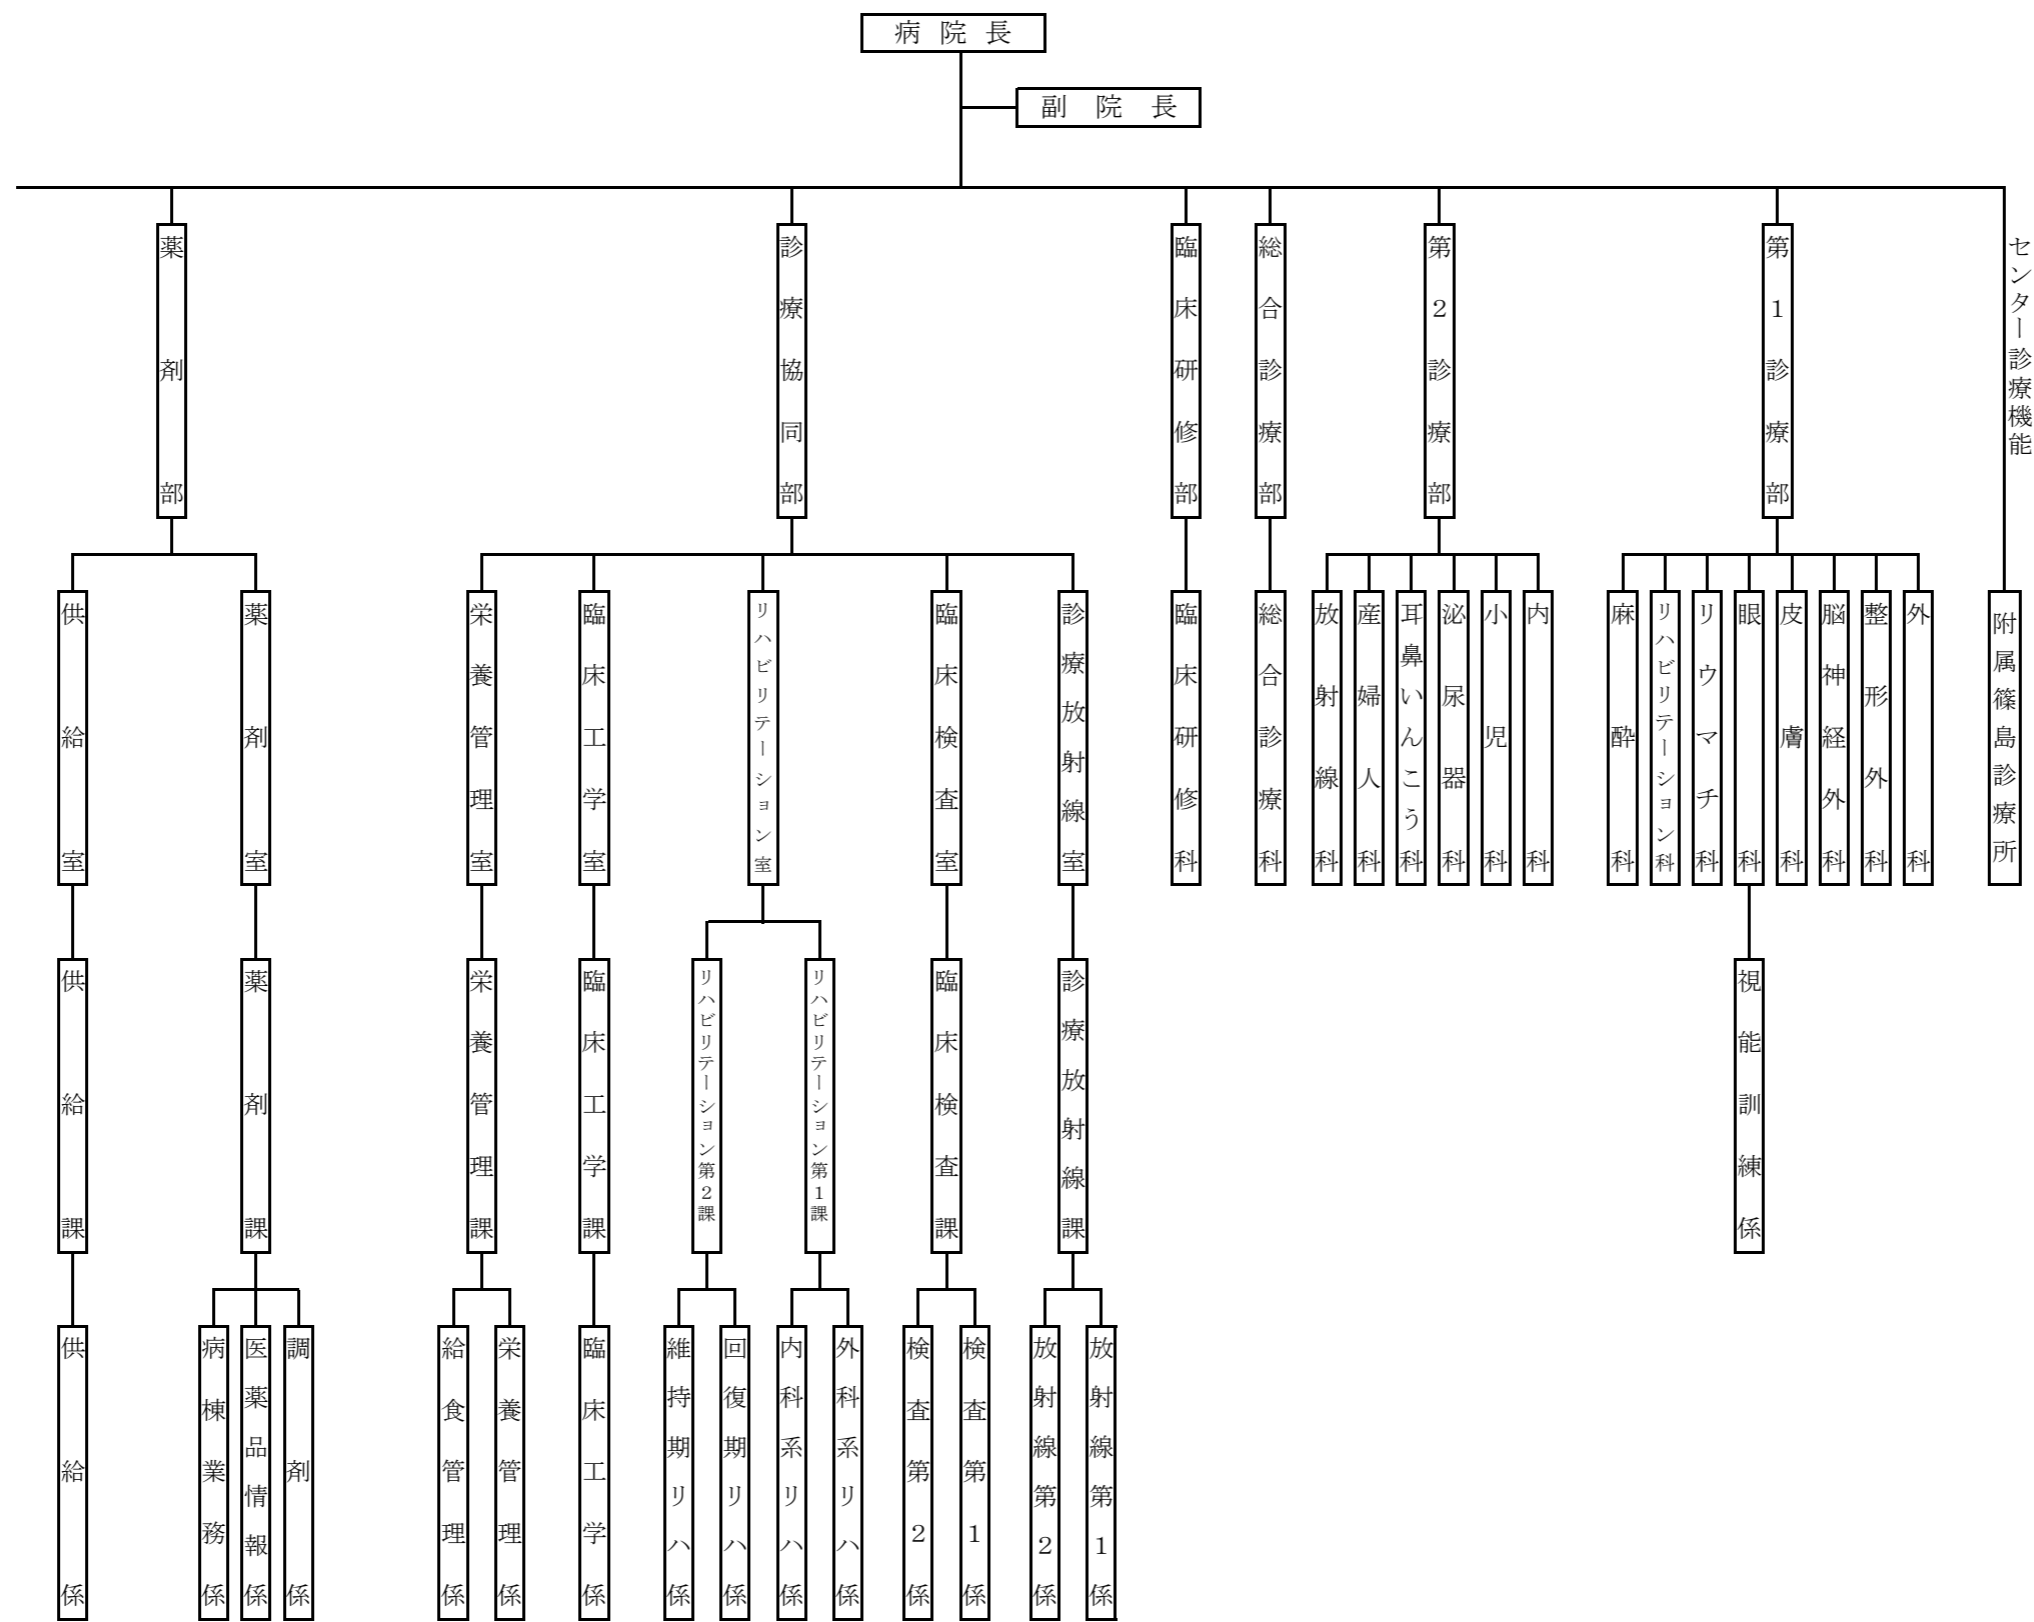 病院長
副院長
センター診療機能
第1診療部
第2診療部
総合診療部
臨床研修部
診療協同部
薬剤部
附属篠島診療所
外科
整形外科
脳神経外科
皮膚科
眼科
リウマチ科
リハビリテーション科
麻酔科
内科
小児科
泌尿器科
耳鼻いんこう科
産婦人科
放射線科
総合診療科
臨床研修科
診療放射線室
臨床検査室
リハビリテーション室
臨床工学室
栄養管理室
薬剤室
供給室
視能訓練係
診療放射線課
臨床検査課
リハビリテーション第1課
リハビリテーション第2課
臨床工学課
栄養管理課
薬剤課
供給課
放射線第1係
放射線第2係
検査第1係
検査第2係
外科系リハ係
内科系リハ係
回復期リハ係
維持期リハ係
臨床工学係
栄養管理係
給食管理係
調剤係
医薬品情報係
病棟業務係
供給係